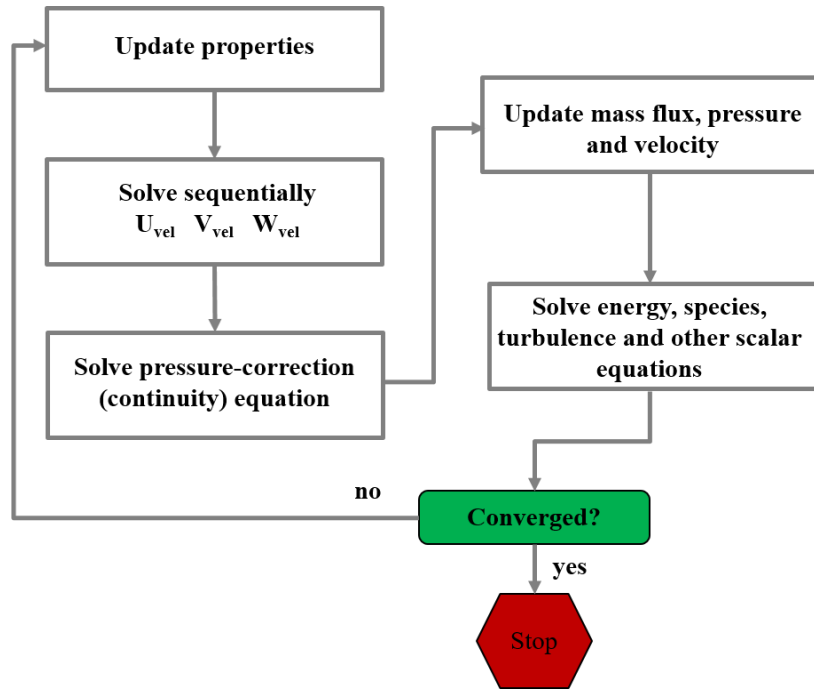 Update properties
Solve sequentially
Uvel Vvel Wvel
Solve pressure-correction
(continuity) equation
Update mass flux, pressure
and velocity
Solve energy, species,
turbulence and other scalar
equations
no
Converged?
yes
Stop